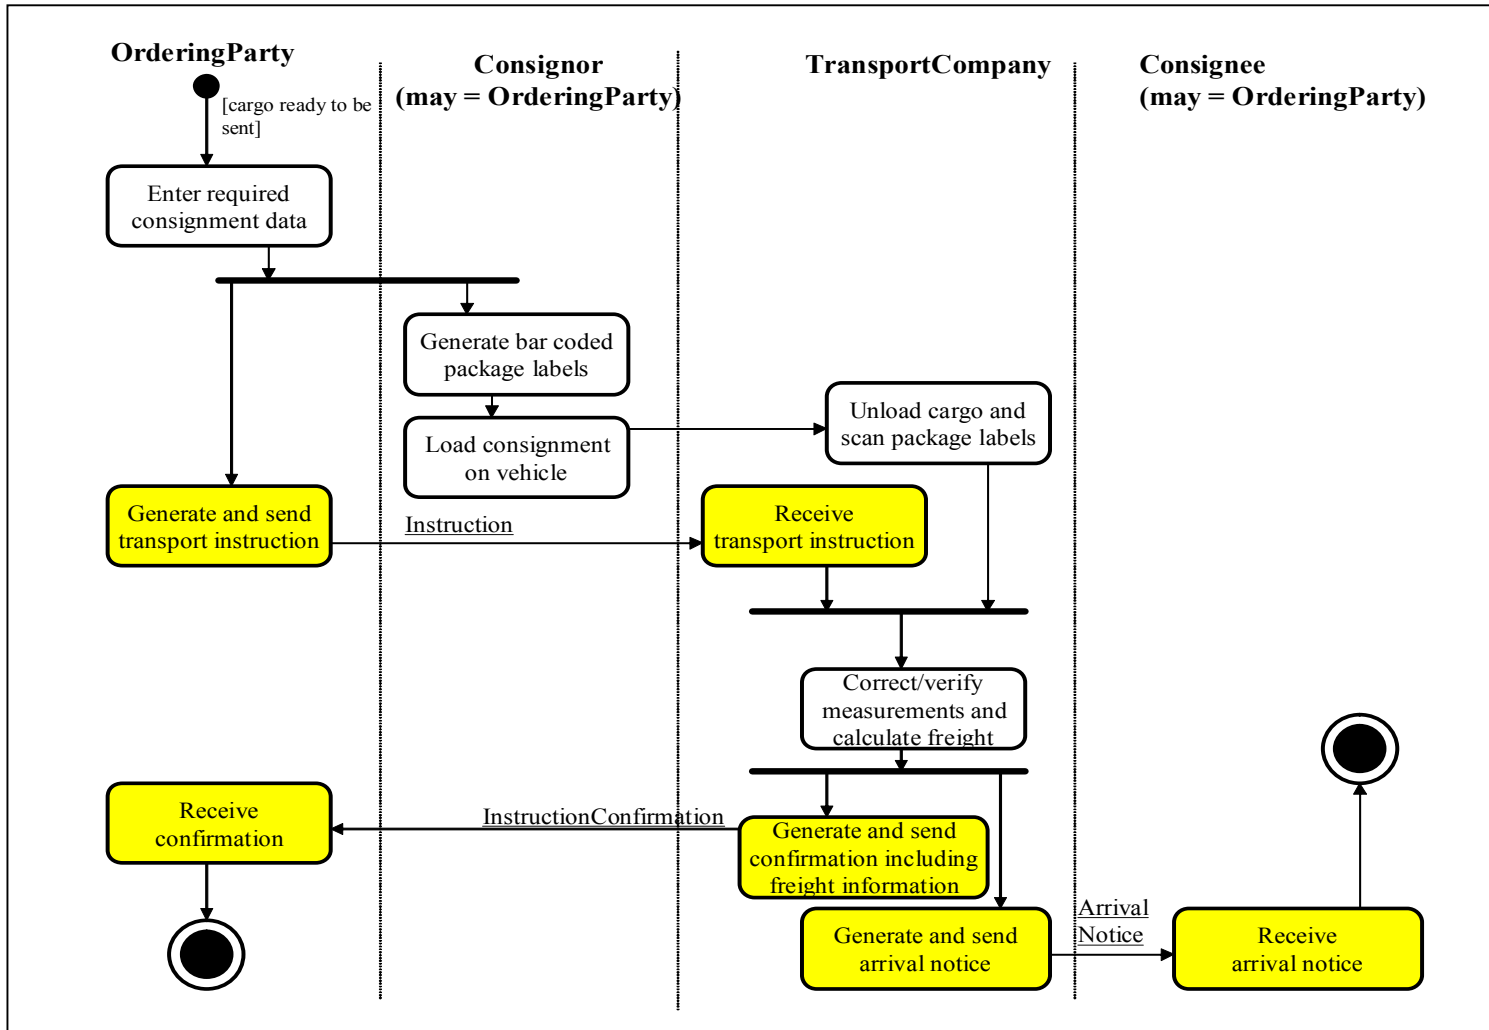 OrderingParty
Consignor
(may = OrderingParty)
TransportCompany
Consignee
(may = OrderingParty)
[cargo ready to be
sent]
Enter required
consignment data
Generate bar coded
package labels
Load consignment
on vehicle
Unload cargo and
scan package labels
Generate and send
transport instruction
Instruction
Receive
transport instruction
Correct/verify
measurements and
calculate freight
Receive
confirmation
InstructionConfirmation
Generate and send
confirmation including
freight information
Generate and send
arrival notice
Arrival
Notice
Receive
arrival notice